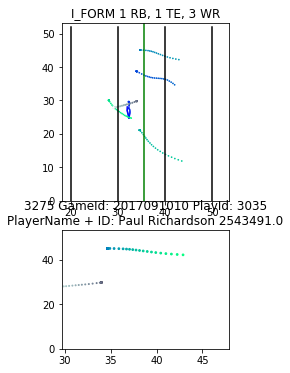 I_FORM 1 RB, 1 TE, 3 WR
50
40
30
20
10
0
20 30 40 50
3275 GameId: 2017091010 PlayId: 3035
PlayerName + ID: Paul Richardson 2543491.0
40
20
0
30 35 40 45